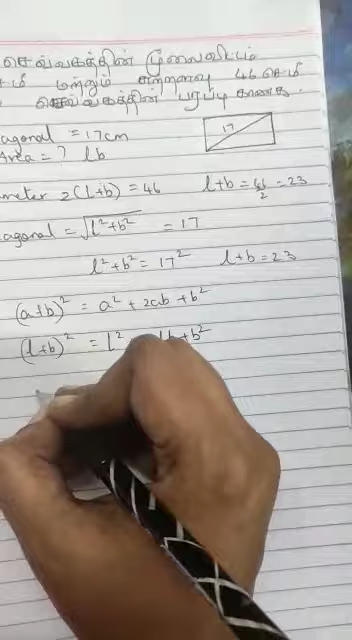 செவ்வகத்தின் மூலைவிட்டம்
செ.மீ மற்றும் சுற்றளவு 46 செ.மீ
செவ்வகத்தின் பரப்பு காண்க.
agonal = 17cm
17
Area = ? lb
meter 2(l+b) = 46 l+b = 46/2 = 23
agonal = √l²+b² = 17
l²+b² = 17² l+b = 23
(a+b)² = a² + 2ab + b²
(l+b)² = l² lb + b²